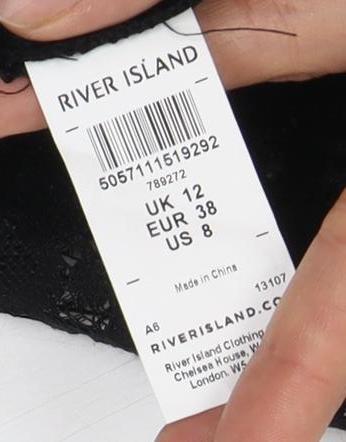 RIVER ISLAND
5057111519292
789272
UK 12
EUR 38
US 8
Made in China
A6 13107
RIVERISLAND.CO
River Island Clothing
Chelsea House,
London. W5